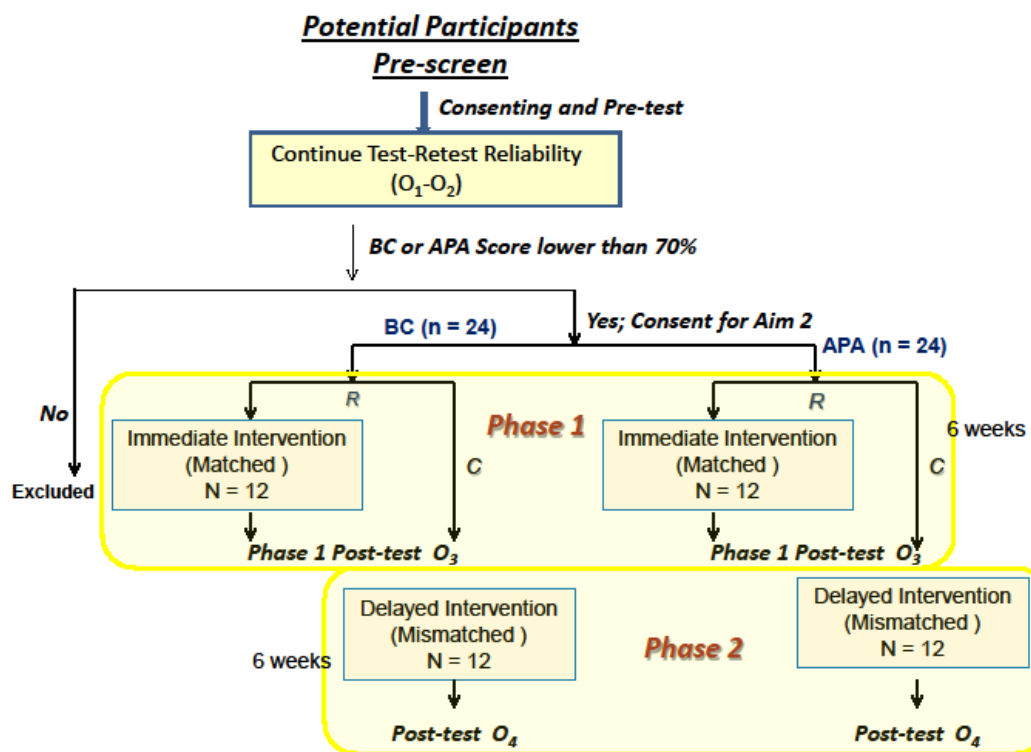 Potential Participants
Pre-screen
Consenting and Pre-test
Continue Test-Retest Reliability
(O₁-O₂)
BC or APA Score lower than 70%
BC (n = 24)
Yes; Consent for Aim 2
APA (n = 24)
No
Excluded
R
Immediate Intervention
(Matched )
N = 12
C
Phase 1
R
Immediate Intervention
(Matched )
N = 12
C
6 weeks
Phase 1 Post-test O₃
Phase 1 Post-test O₃
6 weeks
Delayed Intervention
(Mismatched )
N = 12
Phase 2
Delayed Intervention
(Mismatched )
N = 12
Post-test O₄
Post-test O₄